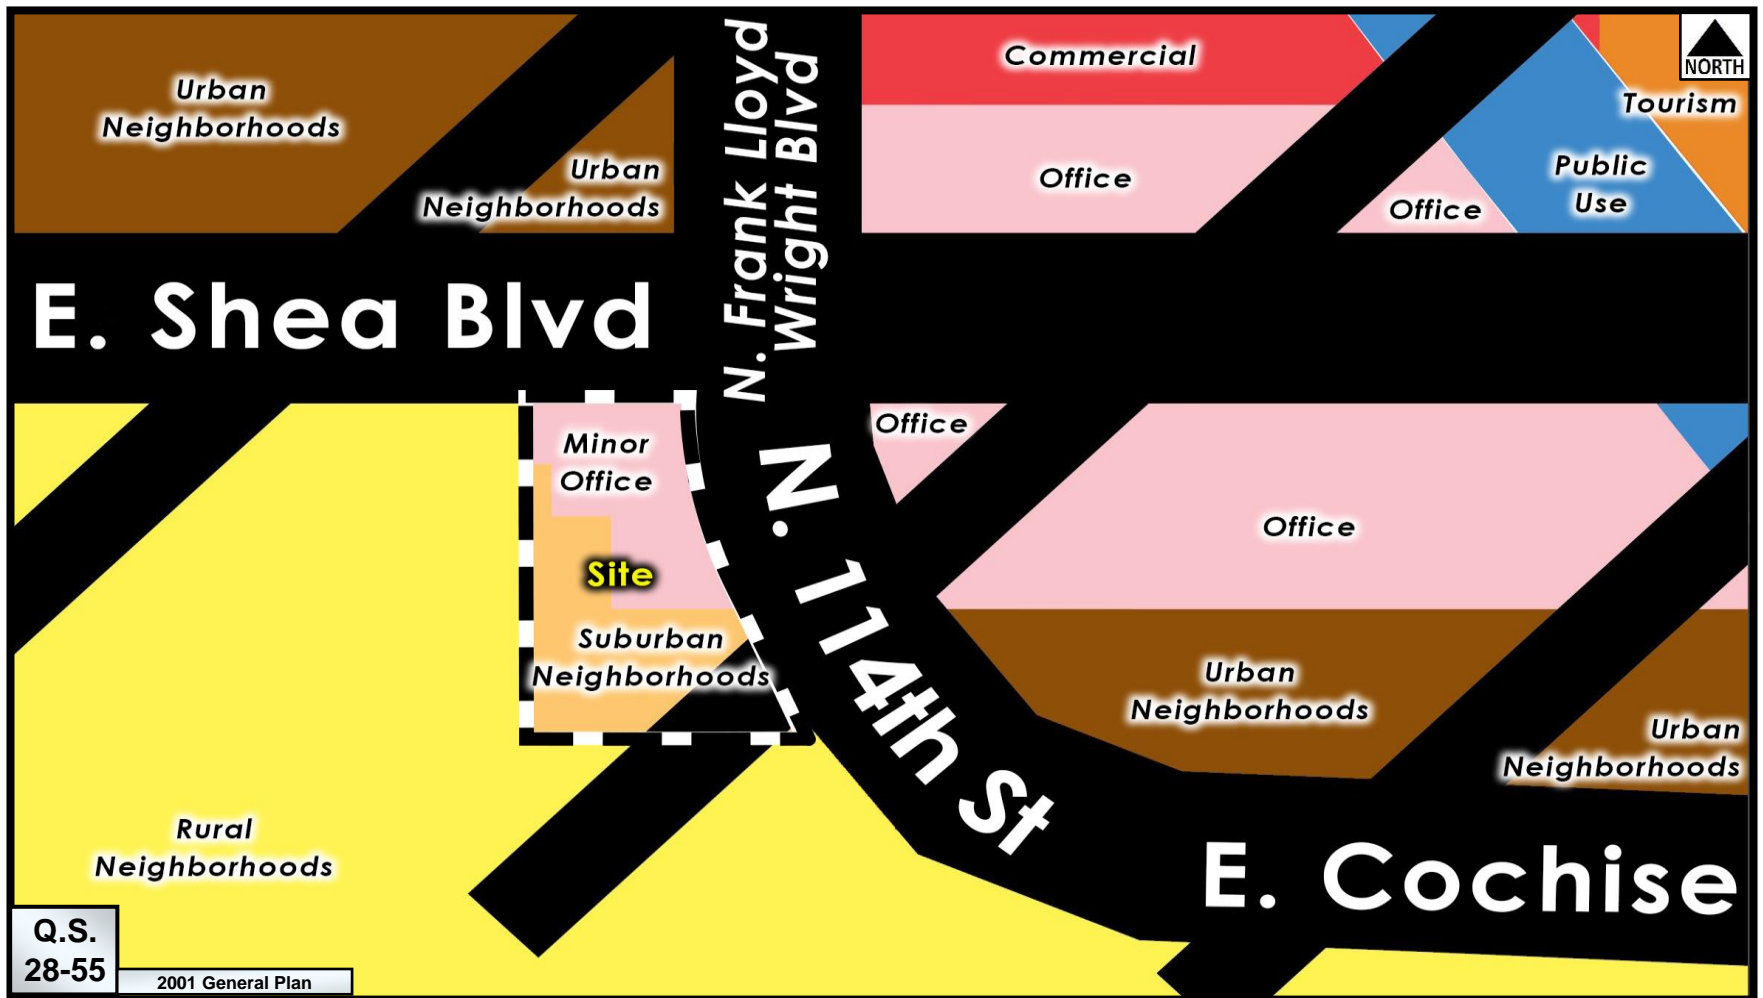 Urban
Neighborhoods
Urban
Neighborhoods
N. Frank Lloyd
Wright Blvd
Commercial
Office
Office
Public
Use
Tourism
NORTH
E. Shea Blvd
Minor
Office
Site
Suburban
Neighborhoods
N. 114th St
Office
Office
Urban
Neighborhoods
Urban
Neighborhoods
Rural
Neighborhoods
E. Cochise
Q.S.
28-55
2001 General Plan